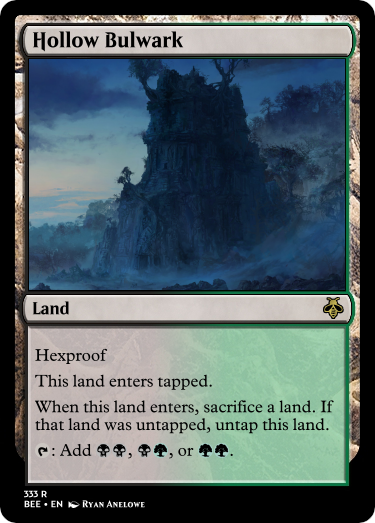 Hollow Bulwark
Land
Hexproof
This land enters tapped.
When this land enters, sacrifice a land. If
that land was untapped, untap this land.
: Add , , or .
333 R
BEE • EN Ryan Anelowe